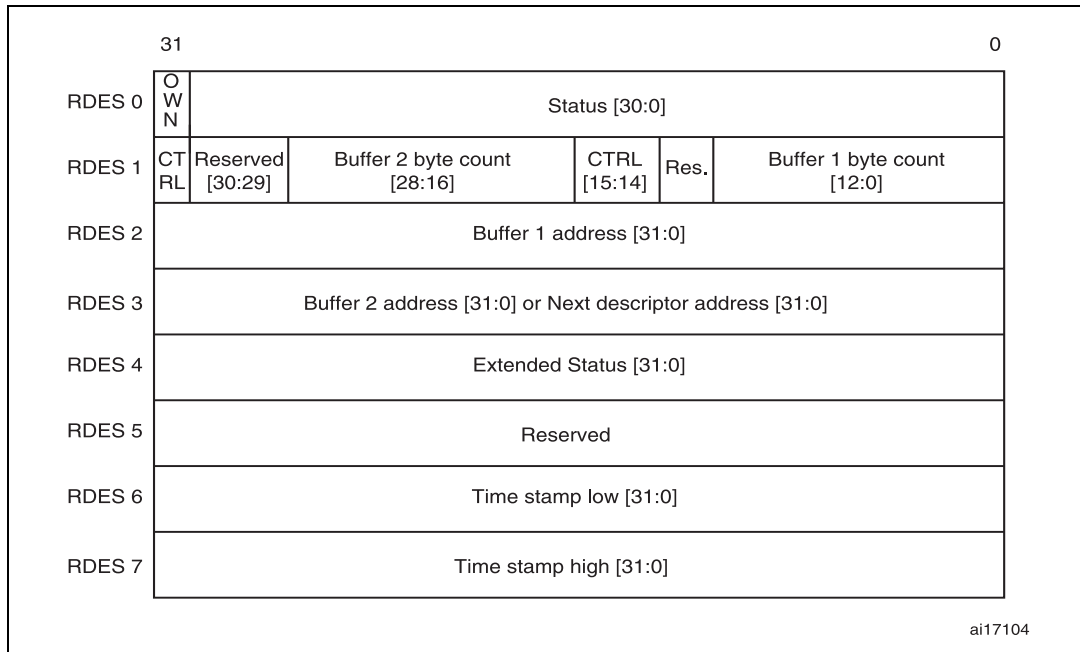 31 0
RDES 0 OWN Status [30:0]
RDES 1 CTRL Reserved [30:29] Buffer 2 byte count [28:16] CTRL [15:14] Res. Buffer 1 byte count [12:0]
RDES 2 Buffer 1 address [31:0]
RDES 3 Buffer 2 address [31:0] or Next descriptor address [31:0]
RDES 4 Extended Status [31:0]
RDES 5 Reserved
RDES 6 Time stamp low [31:0]
RDES 7 Time stamp high [31:0]
ai17104